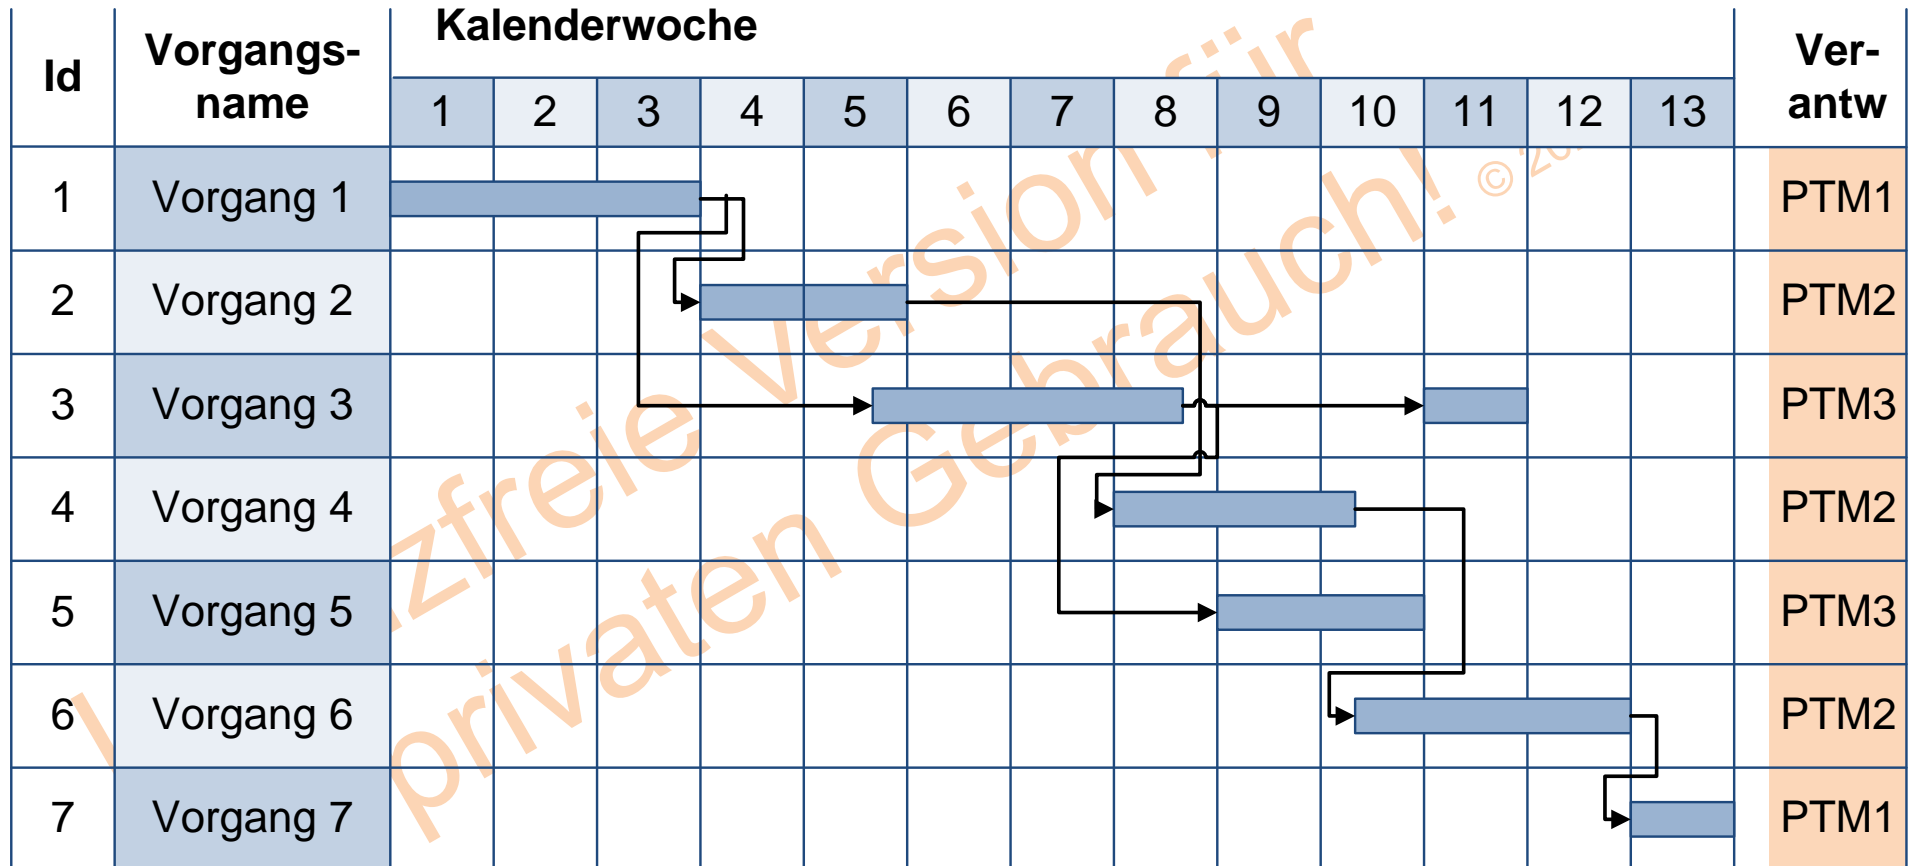 Kalenderwoche
Id Vorgangs- Ver-
name antw
1 2 3 4 5 6 7 8 9 10 11 12 13
1 Vorgang 1 PTM1
2 Vorgang 2 PTM2
3 Vorgang 3 PTM3
4 Vorgang 4 PTM2
5 Vorgang 5 PTM3
6 Vorgang 6 PTM2
7 Vorgang 7 PTM1
Version für
privaten Gebrauch!
©